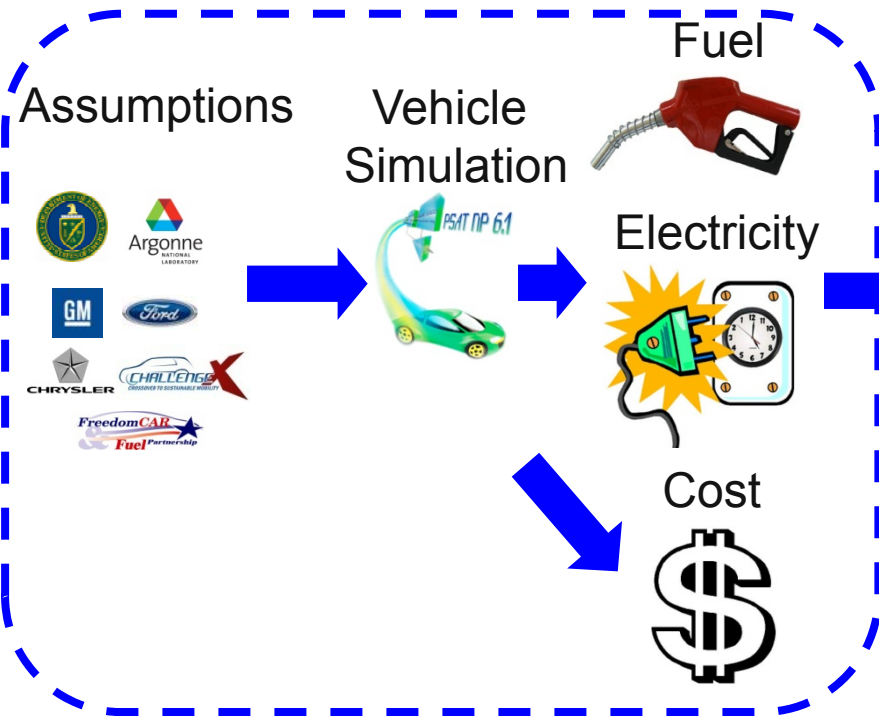 Fuel
Assumptions
Vehicle
Simulation
PSAT NP 6.1
Argonne
NATIONAL
LABORATORY
Electricity
GM
Ford
CHRYSLER
CHALLENGE X
CROSSOVER TO SUSTAINABLE MOBILITY
FreedomCAR
& Fuel Partnership
Cost
$